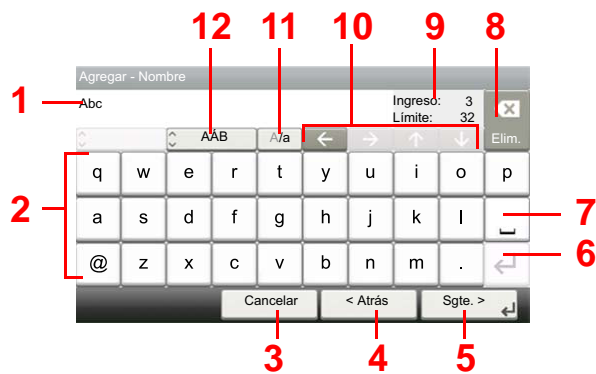 12 11 10 9 8
Agregar - Nombre
1 Abc Ingreso: 3
Límite: 32
AÁB A/a ← → ↑ ↓ Elim.
q w e r t y u i o p
2 a s d f g h j k l 7
@ z x c v b n m . 6
Cancelar < Atrás Sgte. >
3 4 5